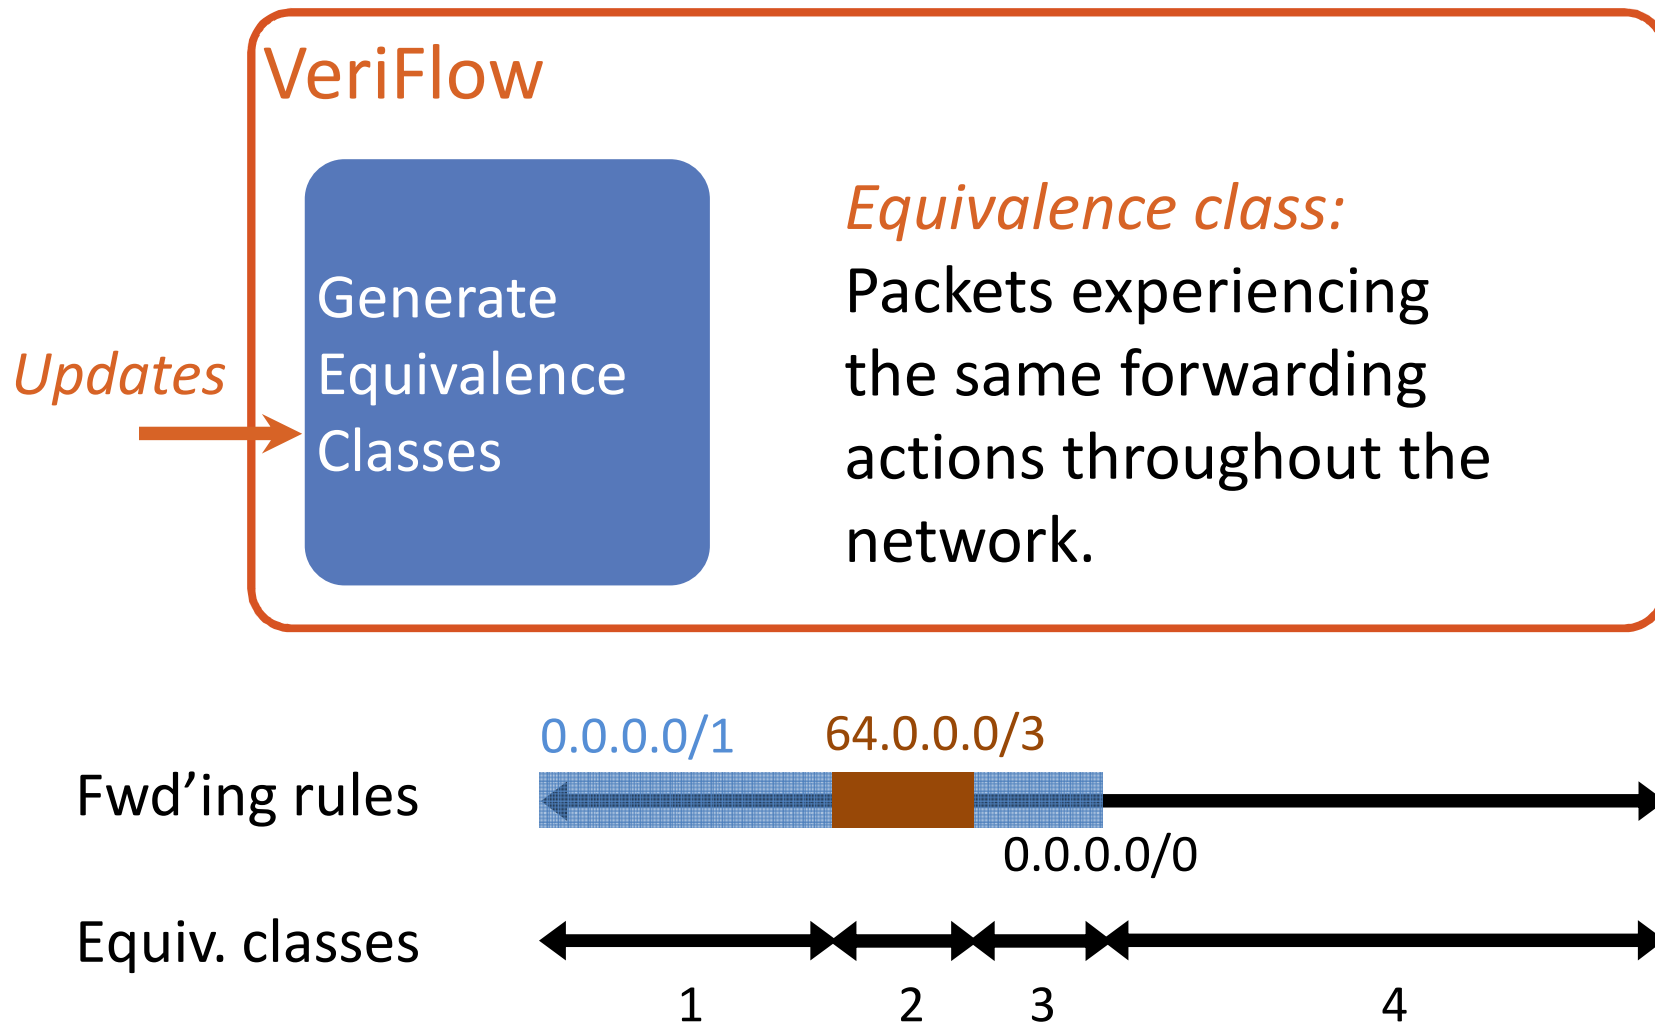 VeriFlow
Generate
Equivalence
Classes
Updates
Equivalence class:
Packets experiencing
the same forwarding
actions throughout the
network.
0.0.0.0/1
64.0.0.0/3
Fwd’ing rules
0.0.0.0/0
Equiv. classes
1 2 3 4